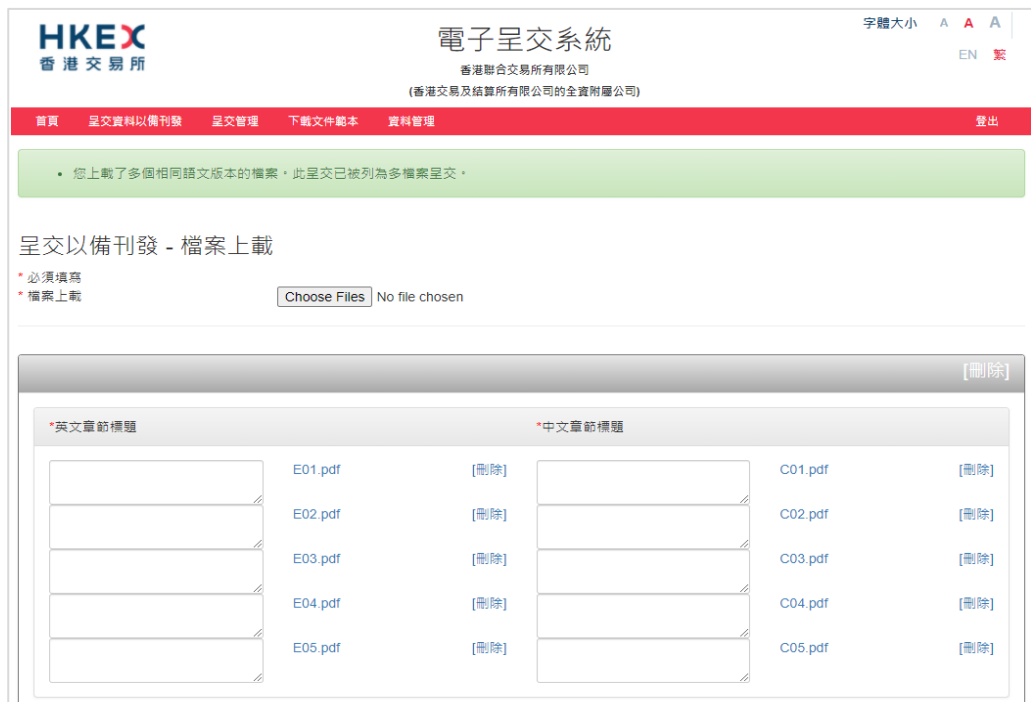 HKEX
香港交易所
電子呈交系統
香港聯合交易所有限公司
(香港交易及結算所有限公司的全資附屬公司)
字體大小 A A A
EN 繁
首頁 呈交資料以備刊發 呈交管理 下載文件範本 資料管理 登出
• 您上載了多個相同語文版本的檔案。此呈交已被列為多檔案呈交。
呈交以備刊發 - 檔案上載
* 必須填寫
* 檔案上載 Choose Files No file chosen
[刪除]
*英文章節標題 *中文章節標題
E01.pdf [刪除] C01.pdf [刪除]
E02.pdf [刪除] C02.pdf [刪除]
E03.pdf [刪除] C03.pdf [刪除]
E04.pdf [刪除] C04.pdf [刪除]
E05.pdf [刪除] C05.pdf [刪除]